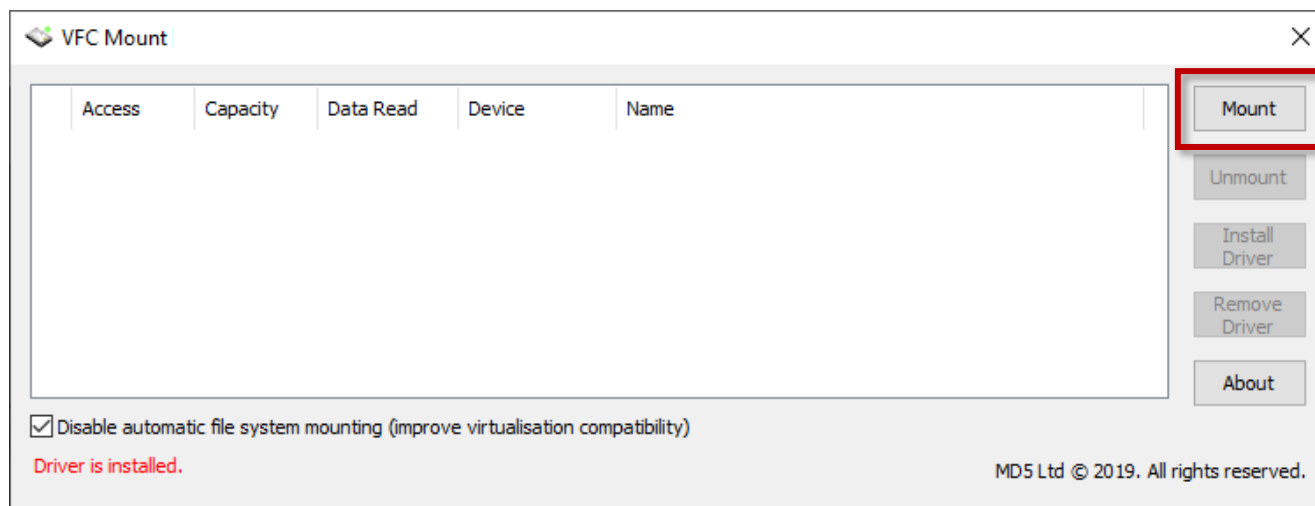 VFC Mount
Access Capacity Data Read Device Name
Mount
Unmount
Install
Driver
Remove
Driver
About
Disable automatic file system mounting (improve virtualisation compatibility)
Driver is installed.
MD5 Ltd © 2019. All rights reserved.